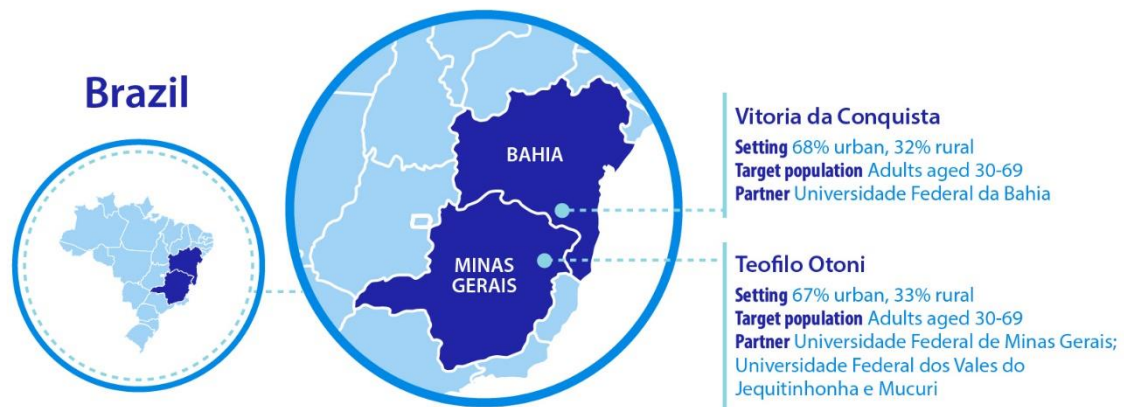 Brazil
BAHIA
MINAS
GERAIS
Vitoria da Conquista
Setting 68% urban, 32% rural
Target population Adults aged 30-69
Partner Universidade Federal da Bahia
Teofilo Otoni
Setting 67% urban, 33% rural
Target population Adults aged 30-69
Partner Universidade Federal de Minas Gerais;
Universidade Federal dos Vales do
Jequitinhonha e Mucuri